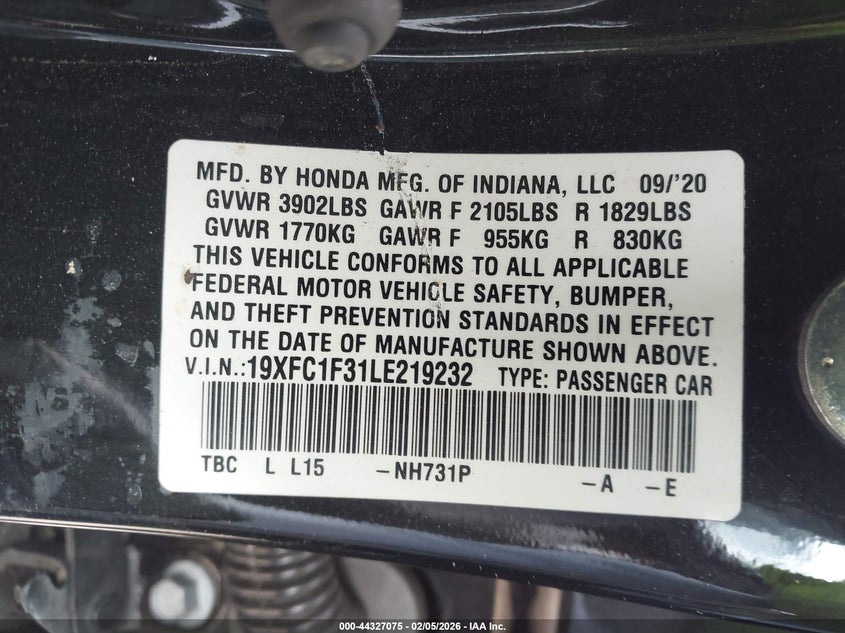 MFD. BY HONDA MFG. OF INDIANA, LLC 09/'20
GVWR 3902LBS GAWR F 2105LBS R 1829LBS
GVWR 1770KG GAWR F 955KG R 830KG
THIS VEHICLE CONFORMS TO ALL APPLICABLE
FEDERAL MOTOR VEHICLE SAFETY, BUMPER,
AND THEFT PREVENTION STANDARDS IN EFFECT
ON THE DATE OF MANUFACTURE SHOWN ABOVE.
V.I.N.:19XFC1F31LE219232 TYPE: PASSENGER CAR
TBC L L15 -NH731P -A -E
000-44327075 - 02/05/2026 - IAA Inc.